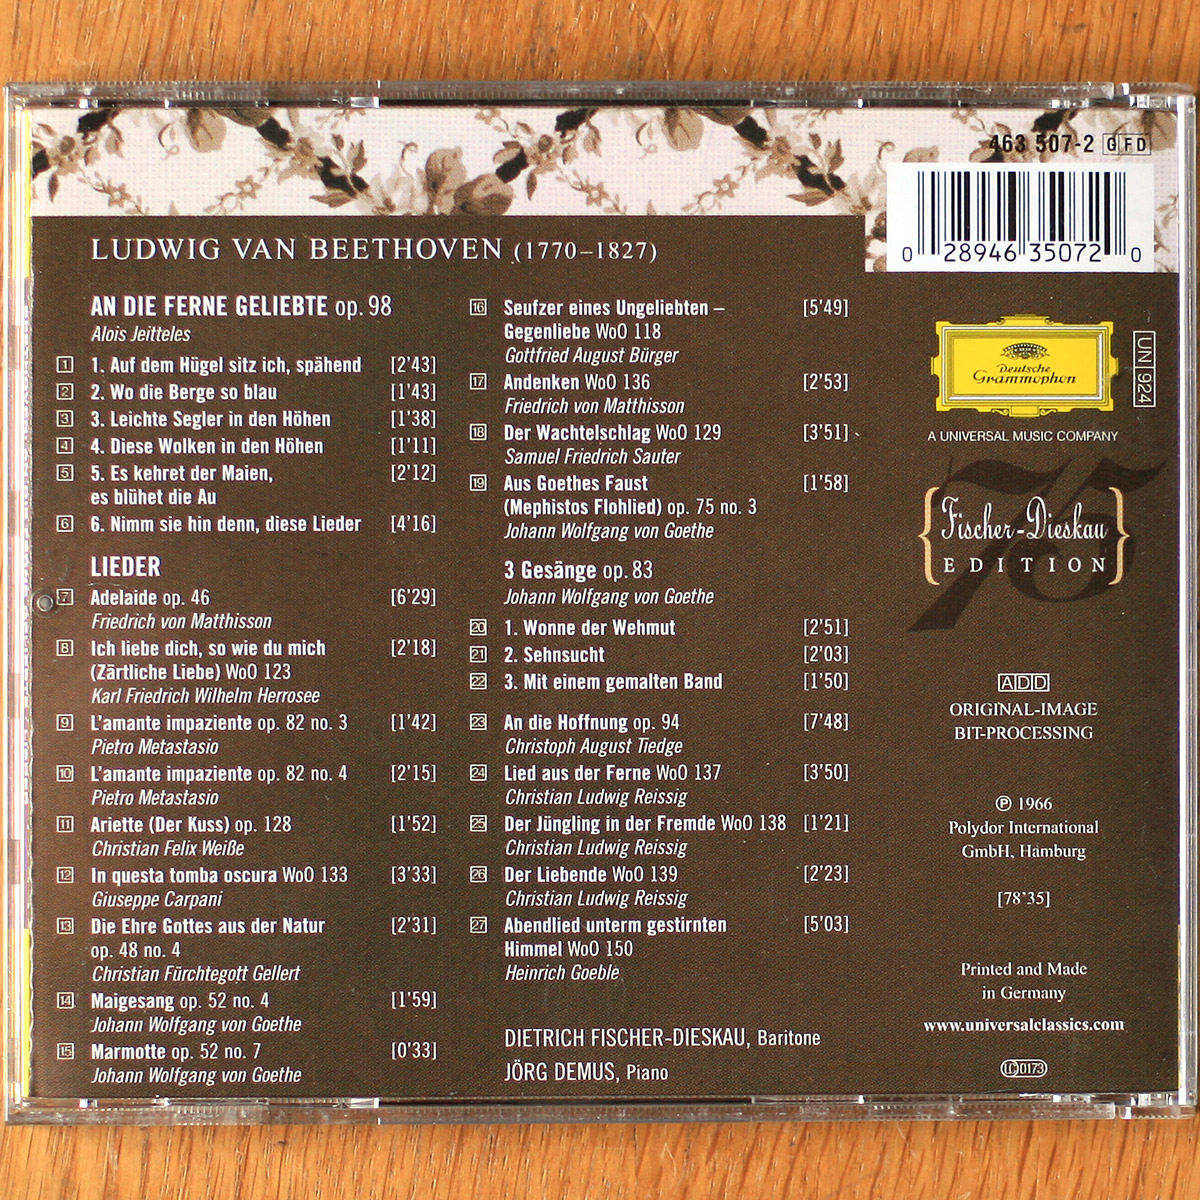 463 507-2 GFD
0 28946 35072 0
LUDWIG VAN BEETHOVEN (1770–1827)
AN DIE FERNE GELIEBTE op. 98
Alois Jeitteles
1 1. Auf dem Hügel sitz ich, spähend [2'43]
2 2. Wo die Berge so blau [1'43]
3 3. Leichte Segler in den Höhen [1'38]
4 4. Diese Wolken in den Höhen [1'11]
5 5. Es kehret der Maien, [2'12]
es blühet die Au
6 6. Nimm sie hin denn, diese Lieder [4'16]
LIEDER
7 Adelaide op. 46 [6'29]
Friedrich von Matthisson
8 Ich liebe dich, so wie du mich [2'18]
(Zärtliche Liebe) WoO 123
Karl Friedrich Wilhelm Herrosee
9 L'amante impaziente op. 82 no. 3 [1'42]
Pietro Metastasio
10 L'amante impaziente op. 82 no. 4 [2'15]
Pietro Metastasio
11 Ariette (Der Kuss) op. 128 [1'52]
Christian Felix Weiße
12 In questa tomba oscura WoO 133 [3'33]
Giuseppe Carpani
13 Die Ehre Gottes aus der Natur [2'31]
op. 48 no. 4
Christian Fürchtegott Gellert
14 Maigesang op. 52 no. 4 [1'59]
Johann Wolfgang von Goethe
15 Marmotte op. 52 no. 7 [0'33]
Johann Wolfgang von Goethe
16 Seufzer eines Ungeliebten – [5'49]
Gegenliebe WoO 118
Gottfried August Bürger
17 Andenken WoO 136 [2'53]
Friedrich von Matthisson
18 Der Wachtelschlag WoO 129 [3'51]
Samuel Friedrich Sauter
19 Aus Goethes Faust [1'58]
(Mephistos Flohlied) op. 75 no. 3
Johann Wolfgang von Goethe
3 Gesänge op. 83
Johann Wolfgang von Goethe
20 1. Wonne der Wehmut [2'51]
21 2. Sehnsucht [2'03]
22 3. Mit einem gemalten Band [1'50]
23 An die Hoffnung op. 94 [7'48]
Christoph August Tiedge
24 Lied aus der Ferne WoO 137 [3'50]
Christian Ludwig Reissig
25 Der Jüngling in der Fremde WoO 138 [1'21]
Christian Ludwig Reissig
26 Der Liebende WoO 139 [2'23]
Christian Ludwig Reissig
27 Abendlied unterm gestirnten [5'03]
Himmel WoO 150
Heinrich Goeble
DIETRICH FISCHER-DIESKAU, Baritone
JÖRG DEMUS, Piano
Deutsche
Grammophon
UNI 924
A UNIVERSAL MUSIC COMPANY
75
{Fischer-Dieskau}
EDITION
ADD
ORIGINAL-IMAGE
BIT-PROCESSING
℗ 1966
Polydor International
GmbH, Hamburg
[78'35]
Printed and Made
in Germany
www.universalclassics.com
LC 0173